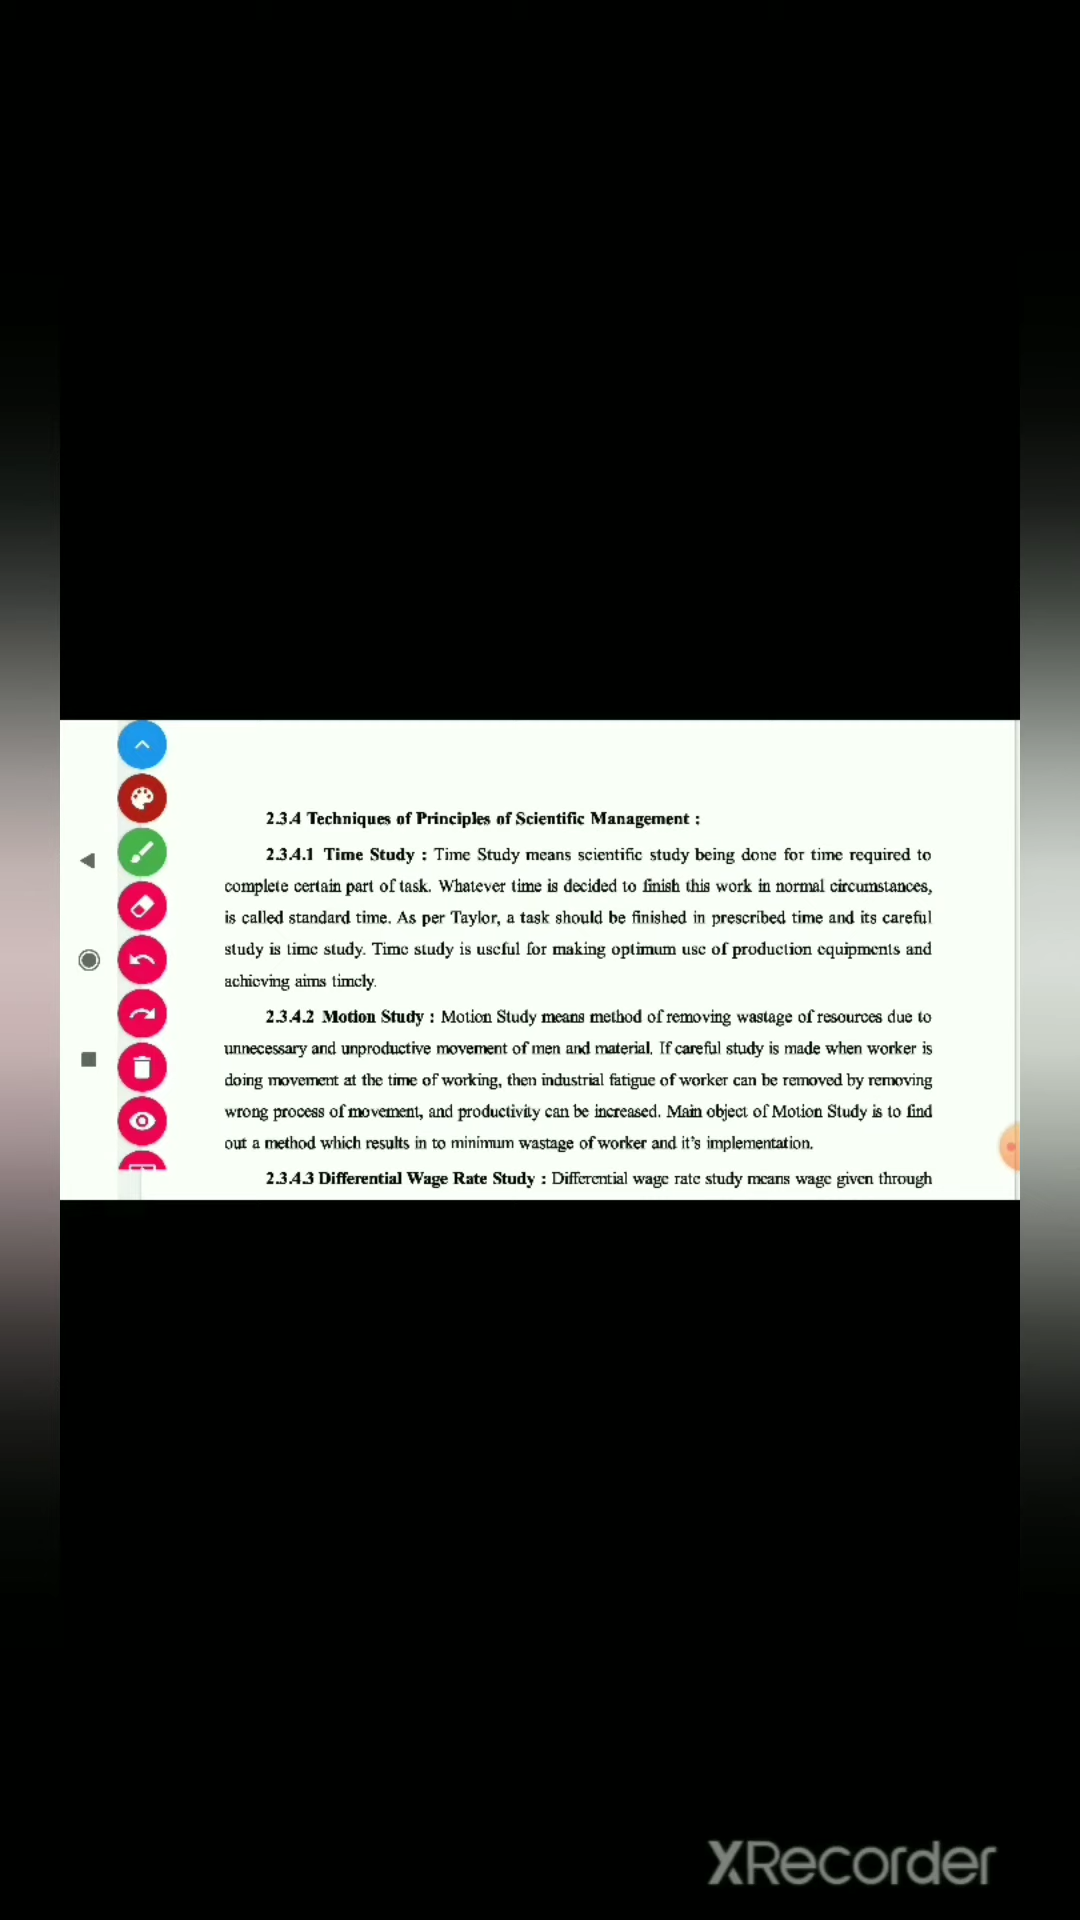 2.3.4 Techniques of Principles of Scientific Management :
2.3.4.1 Time Study : Time Study means scientific study being done for time required to
complete certain part of task. Whatever time is decided to finish this work in normal circumstances,
is called standard time. As per Taylor, a task should be finished in prescribed time and its careful
study is time study. Time study is useful for making optimum use of production equipments and
achieving aims timely.
2.3.4.2 Motion Study : Motion Study means method of removing wastage of resources due to
unnecessary and unproductive movement of men and material. If careful study is made when worker is
doing movement at the time of working, then industrial fatigue of worker can be removed by removing
wrong process of movement, and productivity can be increased. Main object of Motion Study is to find
out a method which results in to minimum wastage of worker and it's implementation.
2.3.4.3 Differential Wage Rate Study : Differential wage rate study means wage given through
XRecorder